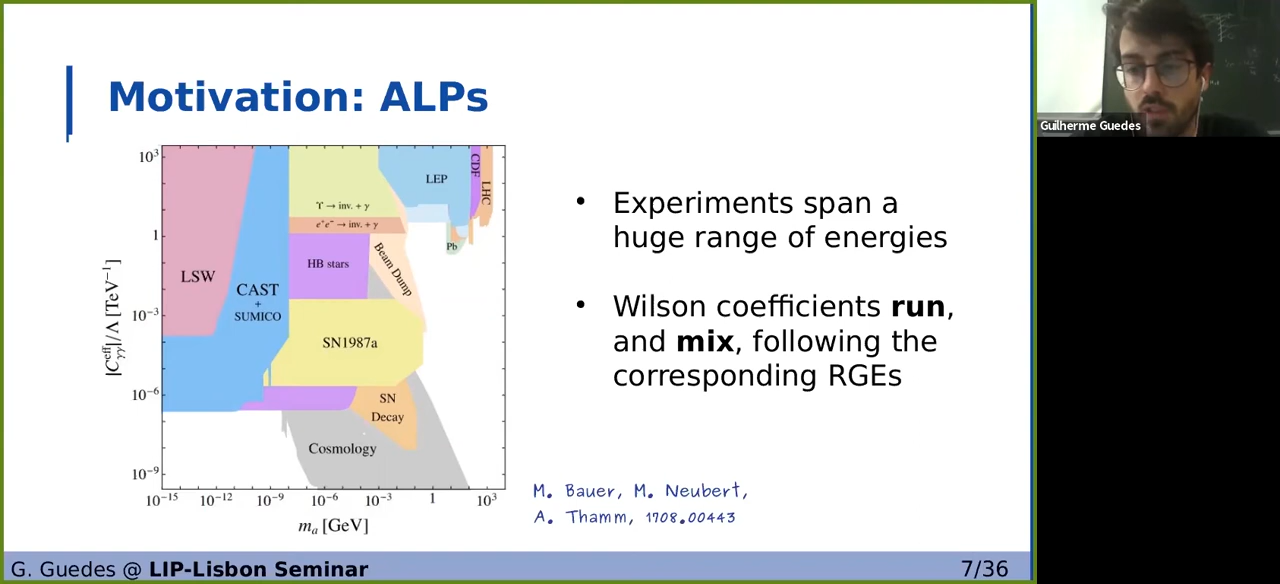 Motivation: ALPs
10³
1
10⁻³
10⁻⁶
10⁻⁹
|C_γγ^eff|/Λ [TeV⁻¹]
LSW
CAST
+
SUMICO
ϒ → inv. + γ
e⁺e⁻ → inv. + γ
HB stars
Beam Dump
SN1987a
SN
Decay
Cosmology
LEP
CDF
LHC
Pb
10⁻¹⁵ 10⁻¹² 10⁻⁹ 10⁻⁶ 10⁻³ 1 10³
m_a [GeV]
• Experiments span a
huge range of energies
• Wilson coefficients run,
and mix, following the
corresponding RGEs
M. Bauer, M. Neubert,
A. Thamm, 1708.00443
G. Guedes @ LIP-Lisbon Seminar
7/36
Guilherme Guedes